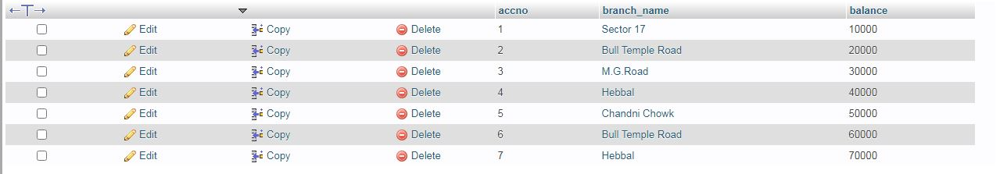 accno branch_name balance
Edit Copy Delete 1 Sector 17 10000
Edit Copy Delete 2 Bull Temple Road 20000
Edit Copy Delete 3 M.G.Road 30000
Edit Copy Delete 4 Hebbal 40000
Edit Copy Delete 5 Chandni Chowk 50000
Edit Copy Delete 6 Bull Temple Road 60000
Edit Copy Delete 7 Hebbal 70000